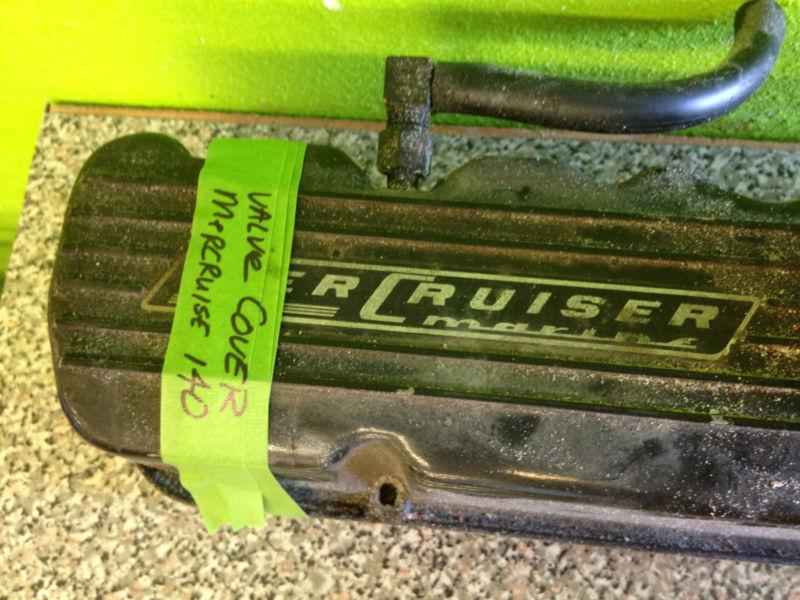 VALVE COVER
MERCRUISE 140
ERCRUISER
marine